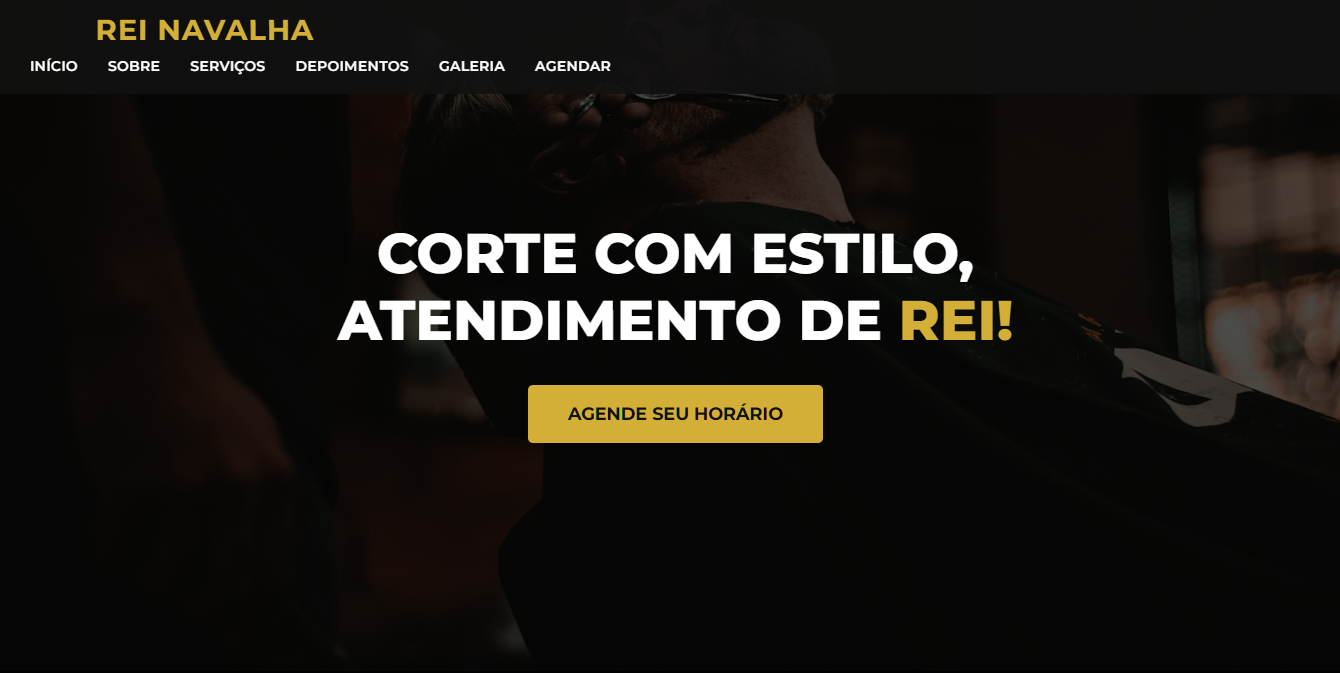 REI NAVALHA
INÍCIO SOBRE SERVIÇOS DEPOIMENTOS GALERIA AGENDAR
CORTE COM ESTILO,
ATENDIMENTO DE REI!
AGENDE SEU HORÁRIO